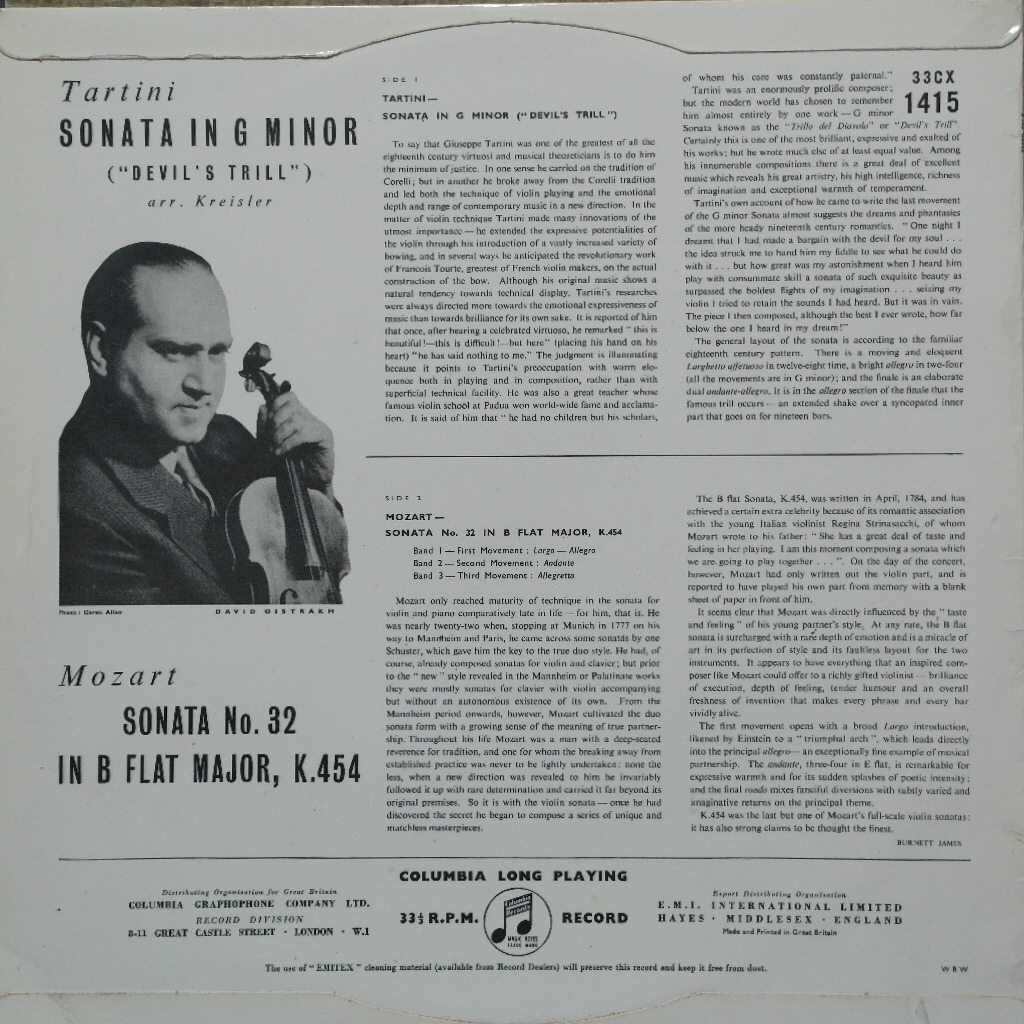 Tartini
SONATA IN G MINOR
("DEVIL'S TRILL")
arr. Kreisler
Photo : Derek Allen
DAVID OISTRAKH
Mozart
SONATA No. 32
IN B FLAT MAJOR, K.454
SIDE 1
TARTINI—
SONATA IN G MINOR ("DEVIL'S TRILL")
To say that Giuseppe Tartini was one of the greatest of all the
eighteenth century virtuosi and musical theoreticians is to do him
the minimum of justice. In one sense he carried on the tradition of
Corelli; but in another he broke away from the Corelli tradition
and led both the technique of violin playing and the emotional
depth and range of contemporary music in a new direction. In the
matter of violin technique Tartini made many innovations of the
utmost importance — he extended the expressive potentialities of
the violin through his introduction of a vastly increased variety of
bowing, and in several ways he anticipated the revolutionary work
of Francois Tourte, greatest of French violin makers, on the actual
construction of the bow. Although his original music shows a
natural tendency towards technical display, Tartini's researches
were always directed more towards the emotional expressiveness of
music than towards brilliance for its own sake. It is reported of him
that once, after hearing a celebrated virtuoso, he remarked " this is
beautiful !—this is difficult !—but here" (placing his hand on his
heart) "he has said nothing to me." The judgment is illuminating
because it points to Tartini's preoccupation with warm elo-
quence both in playing and in composition, rather than with
superficial technical facility. He was also a great teacher whose
famous violin school at Padua won world-wide fame and acclama-
tion. It is said of him that " he had no children but his scholars,
of whom his care was constantly paternal."
Tartini was an enormously prolific composer;
but the modern world has chosen to remember
him almost entirely by one work—G minor
Sonata known as the "Trillo del Diavolo" or "Devil's Trill"
Certainly this is one of the most brilliant, expressive and exalted of
his works; but he wrote much else of at least equal value. Among
his innumerable compositions there is a great deal of excellent
music which reveals his great artistry, his high intelligence, richness
of imagination and exceptional warmth of temperament.
Tartini's own account of how he came to write the last movement
of the G minor Sonata almost suggests the dreams and phantasies
of the more heady nineteenth century romantics. " One night I
dreamt that I had made a bargain with the devil for my soul . . .
the idea struck me to hand him my fiddle to see what he could do
with it . . . but how great was my astonishment when I heard him
play with consummate skill a sonata of such exquisite beauty as
surpassed the boldest flights of my imagination . . . seizing my
violin I tried to retain the sounds I had heard. But it was in vain.
The piece I then composed, although the best I ever wrote, how far
below the one I heard in my dream!"
The general layout of the sonata is according to the familiar
eighteenth century pattern. There is a moving and eloquent
Larghetto affetuoso in twelve-eight time, a bright allegro in two-four
(all the movements are in G minor); and the finale is an elaborate
dual andante-allegro. It is in the allegro section of the finale that the
famous trill occurs — an extended shake over a syncopated inner
part that goes on for nineteen bars.
33CX
1415
SIDE 2
MOZART—
SONATA No. 32 IN B FLAT MAJOR, K.454
Band 1 — First Movement : Largo — Allegro
Band 2 — Second Movement : Andante
Band 3 — Third Movement : Allegretto
Mozart only reached maturity of technique in the sonata for
violin and piano comparatively late in life — for him, that is. He
was nearly twenty-two when, stopping at Munich in 1777 on his
way to Mannheim and Paris, he came across some sonatas by one
Schuster, which gave him the key to the true duo style. He had, of
course, already composed sonatas for violin and clavier; but prior
to the " new " style revealed in the Mannheim or Palatinate works
they were mostly sonatas for clavier with violin accompanying
but without an autonomous existence of its own. From the
Mannheim period onwards, however, Mozart cultivated the duo
sonata form with a growing sense of the meaning of true partner-
ship. Throughout his life Mozart was a man with a deep-seated
reverence for tradition, and one for whom the breaking away from
established practice was never to be lightly undertaken: none the
less, when a new direction was revealed to him he invariably
followed it up with rare determination and carried it far beyond its
original premises. So it is with the violin sonata — once he had
discovered the secret he began to compose a series of unique and
matchless masterpieces.
The B flat Sonata, K.454, was written in April, 1784, and has
achieved a certain extra celebrity because of its romantic association
with the young Italian violinist Regina Strinasacchi, of whom
Mozart wrote to his father: " She has a great deal of taste and
feeling in her playing. I am this moment composing a sonata which
we are going to play together . . . ". On the day of the concert,
however, Mozart had only written out the violin part, and is
reported to have played his own part from memory with a blank
sheet of paper in front of him.
It seems clear that Mozart was directly influenced by the " taste
and feeling " of his young partner's style. At any rate, the B flat
sonata is surcharged with a rare depth of emotion and is a miracle of
art in its perfection of style and its faultless layout for the two
instruments. It appears to have everything that an inspired com-
poser like Mozart could offer to a richly gifted violinist — brilliance
of execution, depth of feeling, tender humour and an overall
freshness of invention that makes every phrase and every bar
vividly alive.
The first movement opens with a broad Largo introduction,
likened by Einstein to a " triumphal arch ", which leads directly
into the principal allegro— an exceptionally fine example of musical
partnership. The andante, three-four in E flat, is remarkable for
expressive warmth and for its sudden splashes of poetic intensity;
and the final rondo mixes fanciful diversions with subtly varied and
imaginative returns on the principal theme.
K.454 was the last but one of Mozart's full-scale violin sonatas:
it has also strong claims to be thought the finest.
BURNETT JAMES
COLUMBIA LONG PLAYING
33⅓ R.P.M.
Columbia Records
MAGIC NOTES
TRADE MARK
RECORD
Distributing Organisation for Great Britain
COLUMBIA GRAPHOPHONE COMPANY LTD.
RECORD DIVISION
8-11 GREAT CASTLE STREET · LONDON · W.1
Export Distributing Organisation
E.M.I. INTERNATIONAL LIMITED
HAYES · MIDDLESEX · ENGLAND
Made and Printed in Great Britain
The use of " EMITEX " cleaning material (available from Record Dealers) will preserve this record and keep it free from dust.
W R W